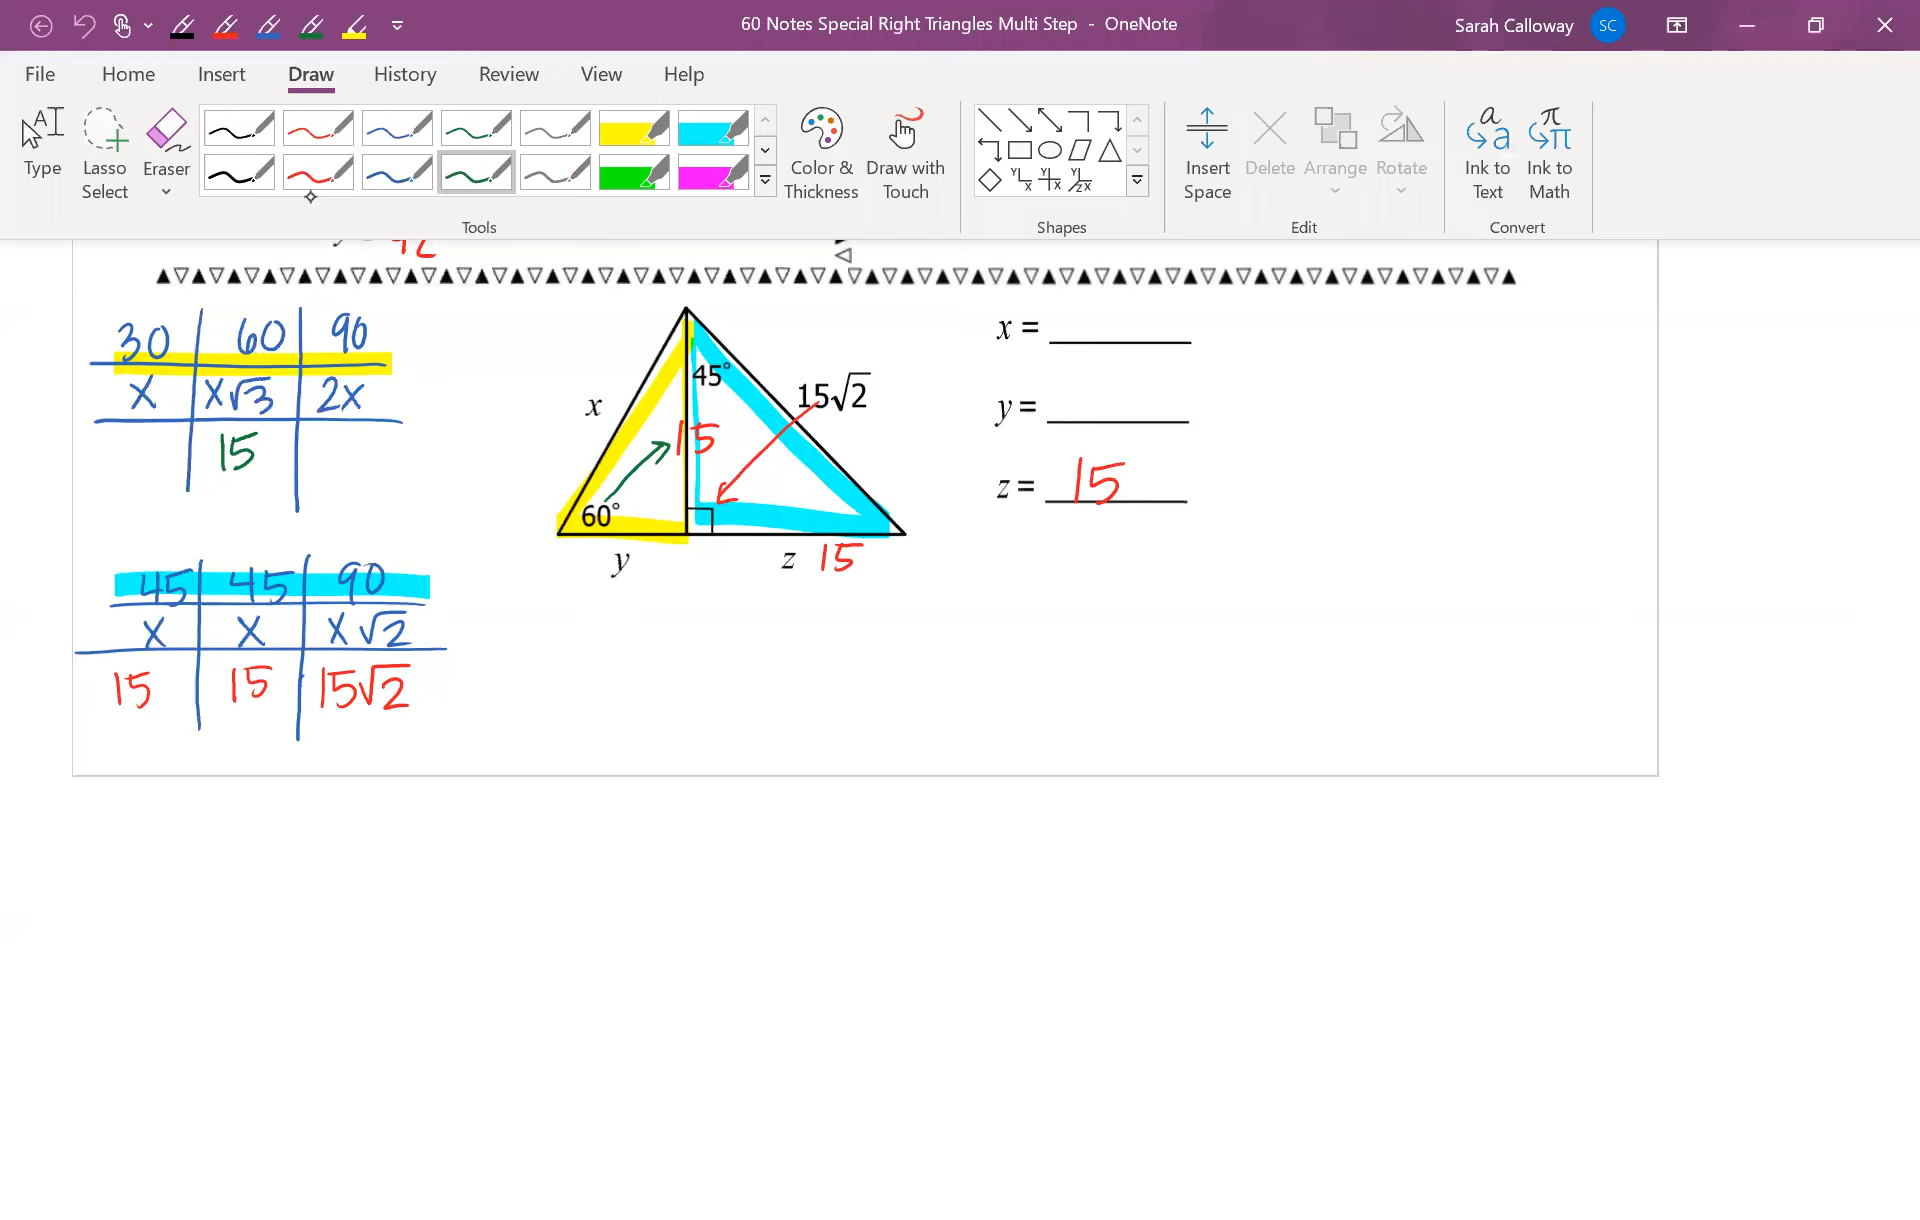 60 Notes Special Right Triangles Multi Step - OneNote
Sarah Calloway SC
File Home Insert Draw History Review View Help
Type
Lasso Select
Eraser
Color & Thickness
Draw with Touch
Insert Space
Delete
Arrange
Rotate
Ink to Text
Ink to Math
Tools Shapes Edit Convert
30 60 90
x x√3 2x
15
45 45 90
x x x√2
15 15 15√2
45°
15√2
x
15
60°
y z 15
x = ________
y = ________
z = 15